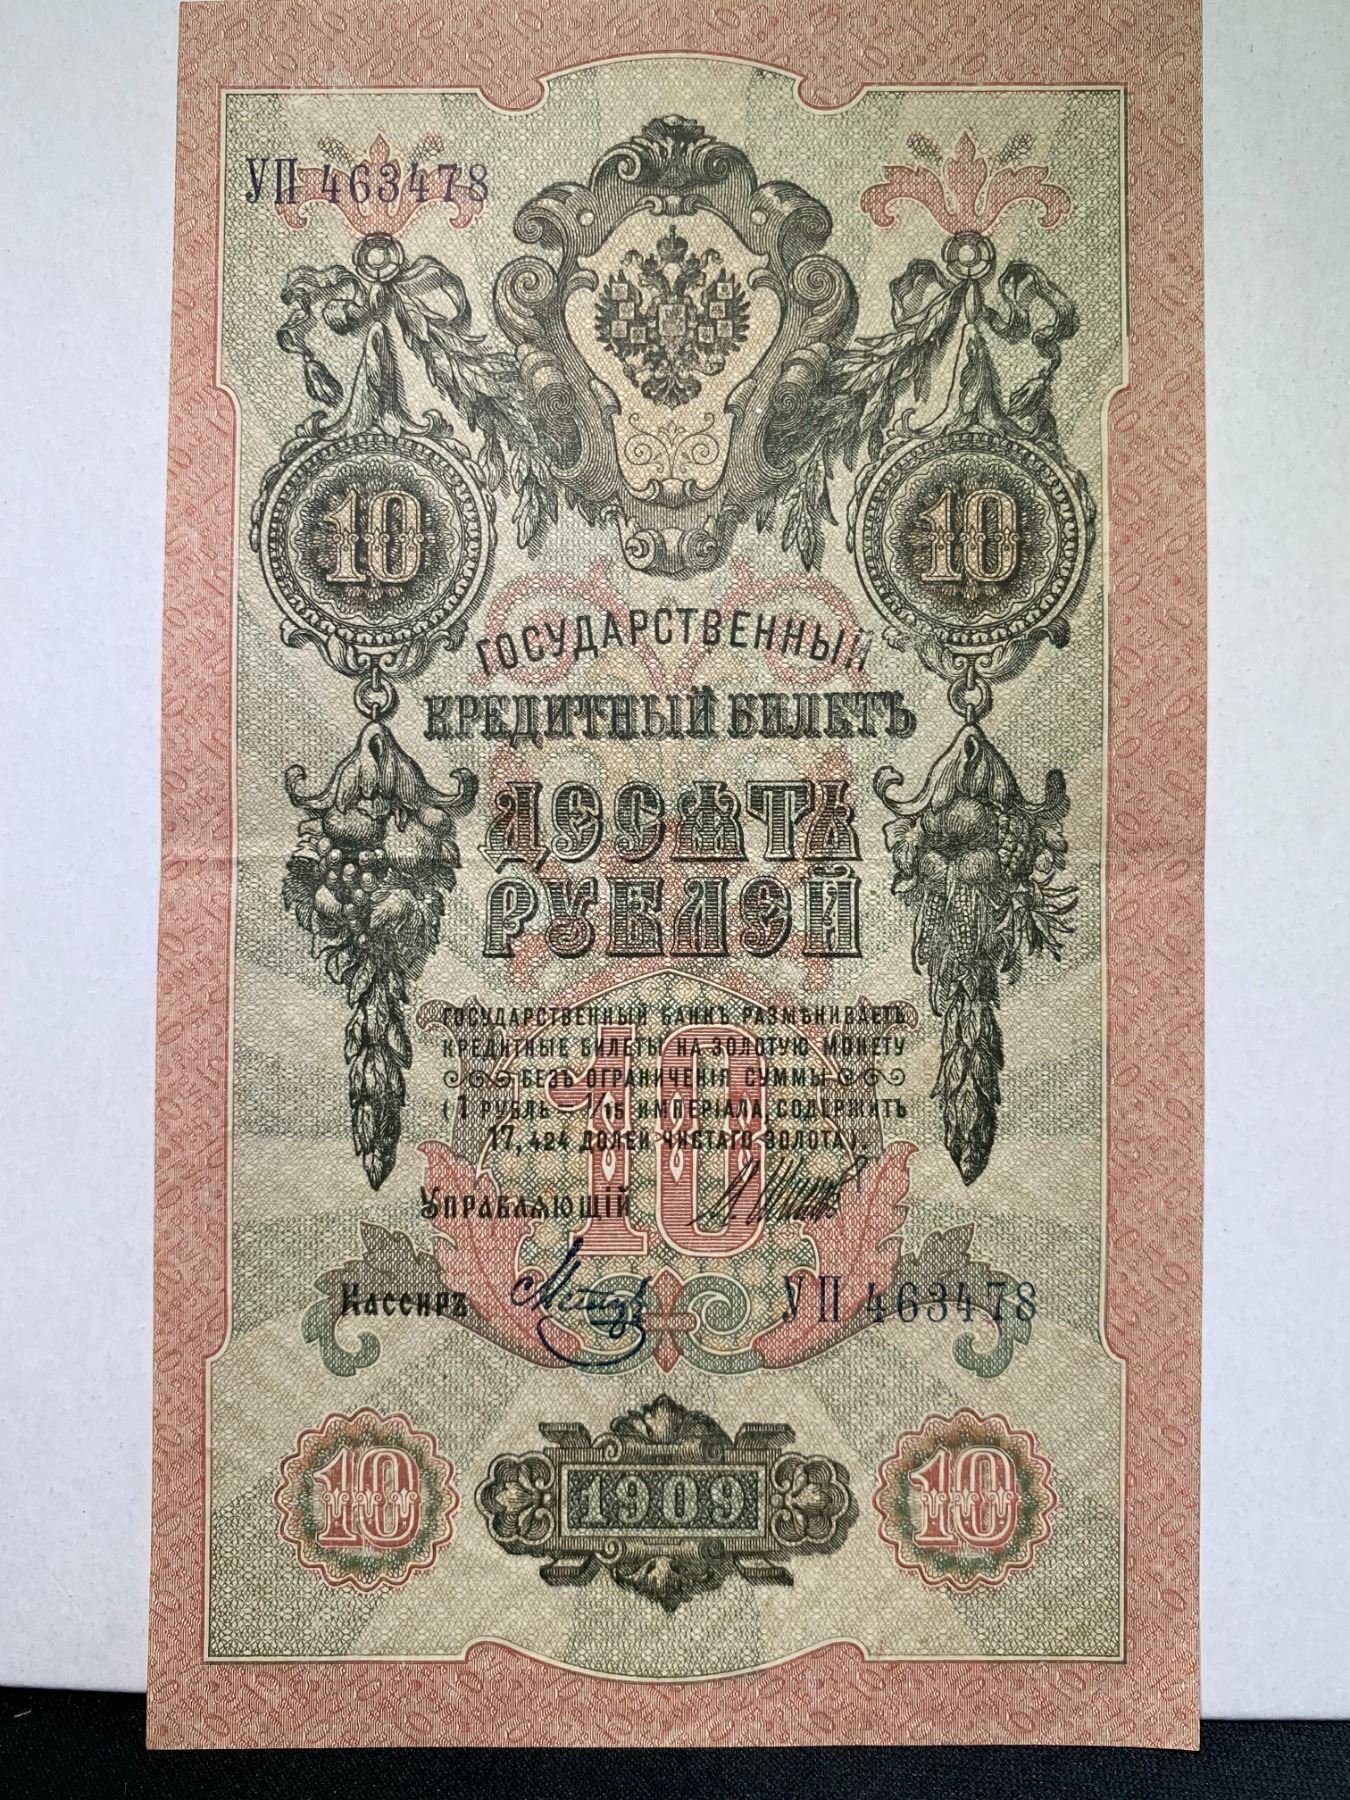 УП 463478
10 10
ГОСУДАРСТВЕННЫЙ
КРЕДИТНЫЙ БИЛЕТЪ
ДЕСЯТЬ
РУБЛЕЙ
ГОСУДАРСТВЕННЫЙ БАНКЪ РАЗМѢНИВАЕТЪ
КРЕДИТНЫЕ БИЛЕТЫ НА ЗОЛОТУЮ МОНЕТУ
БЕЗЪ ОГРАНИЧЕНІЯ СУММЫ
(1 РУБЛЬ = 1/15 ИМПЕРІАЛА, СОДЕРЖИТЪ
17,424 ДОЛЕЙ ЧИСТАГО ЗОЛОТА).
10
УПРАВЛЯЮЩІЙ
КАССИРЪ УП 463478
10 1909 10